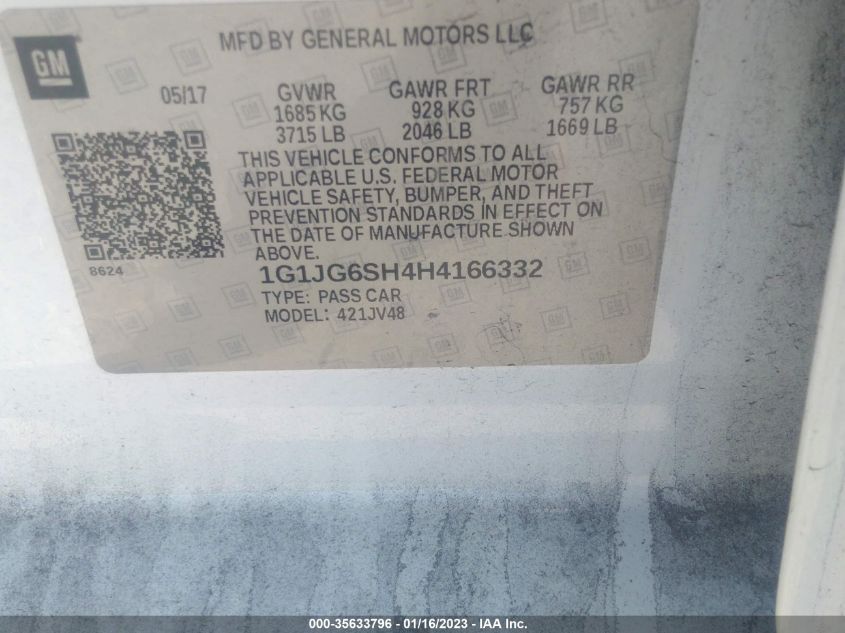 GM
MFD BY GENERAL MOTORS LLC
05/17 GVWR GAWR FRT GAWR RR
1685 KG 928 KG 757 KG
3715 LB 2046 LB 1669 LB
THIS VEHICLE CONFORMS TO ALL
APPLICABLE U.S. FEDERAL MOTOR
VEHICLE SAFETY, BUMPER, AND THEFT
PREVENTION STANDARDS IN EFFECT ON
THE DATE OF MANUFACTURE SHOWN
ABOVE.
8624
1G1JG6SH4H4166332
TYPE: PASS CAR
MODEL: 421JV48
000-35633796 - 01/16/2023 - IAA Inc.